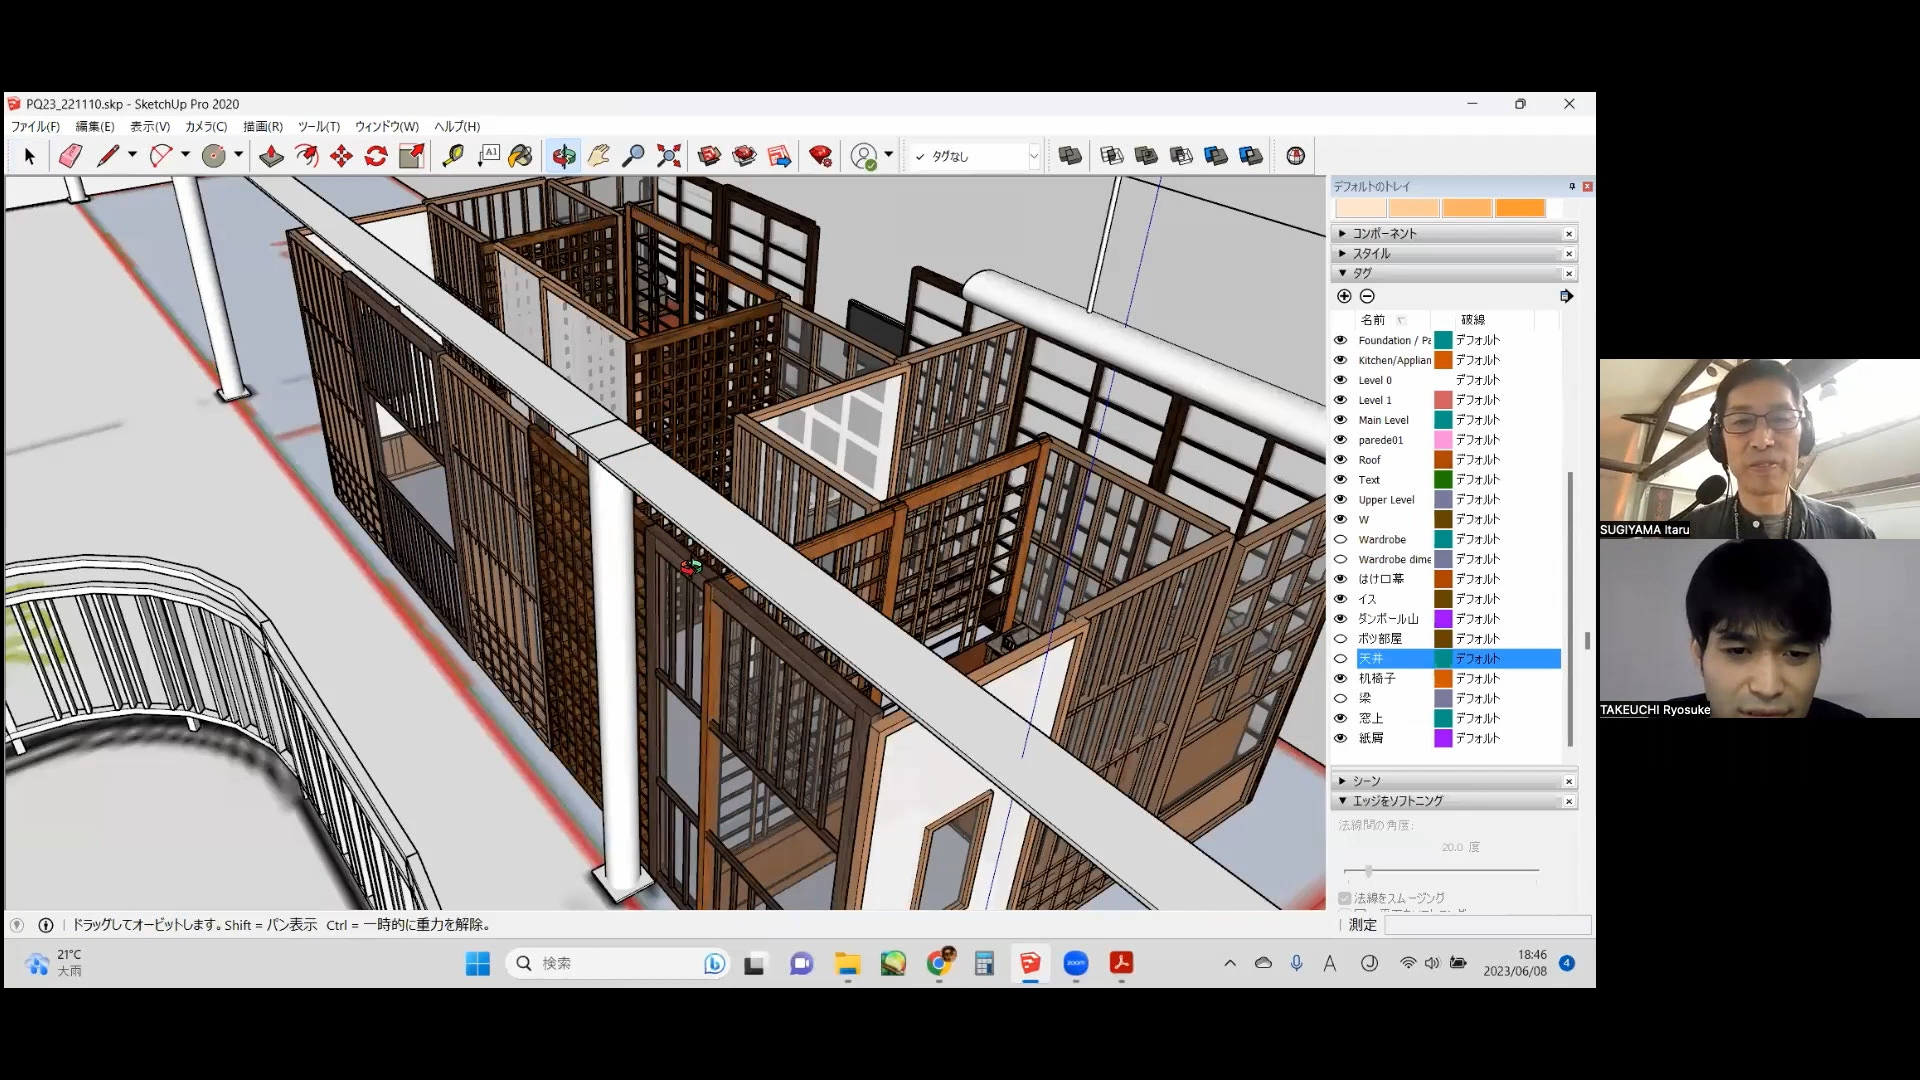 PQ23_221110.skp - SketchUp Pro 2020
ファイル(F) 編集(E) 表示(V) カメラ(C) 描画(R) ツール(T) ウィンドウ(W) ヘルプ(H)
A1
タグなし
デフォルトのトレイ
コンポーネント
スタイル
タグ
名前 破線
Foundation / Pa デフォルト
Kitchen/Applian デフォルト
Level 0 デフォルト
Level 1 デフォルト
Main Level デフォルト
parede01 デフォルト
Roof デフォルト
Text デフォルト
Upper Level デフォルト
W デフォルト
Wardrobe デフォルト
Wardrobe dime デフォルト
はけ口幕 デフォルト
イス デフォルト
ダンボール山 デフォルト
ボツ部屋 デフォルト
天井 デフォルト
机椅子 デフォルト
梁 デフォルト
窓上 デフォルト
紙屑 デフォルト
シーン
エッジをソフトニング
法線間の角度:
20.0 度
法線をスムージング
ドラッグしてオービットします。Shift = パン表示 Ctrl = 一時的に重力を解除。
測定
21°C
大雨
検索
zoom
A
18:46
2023/06/08
4
SUGIYAMA Itaru
TAKEUCHI Ryosuke